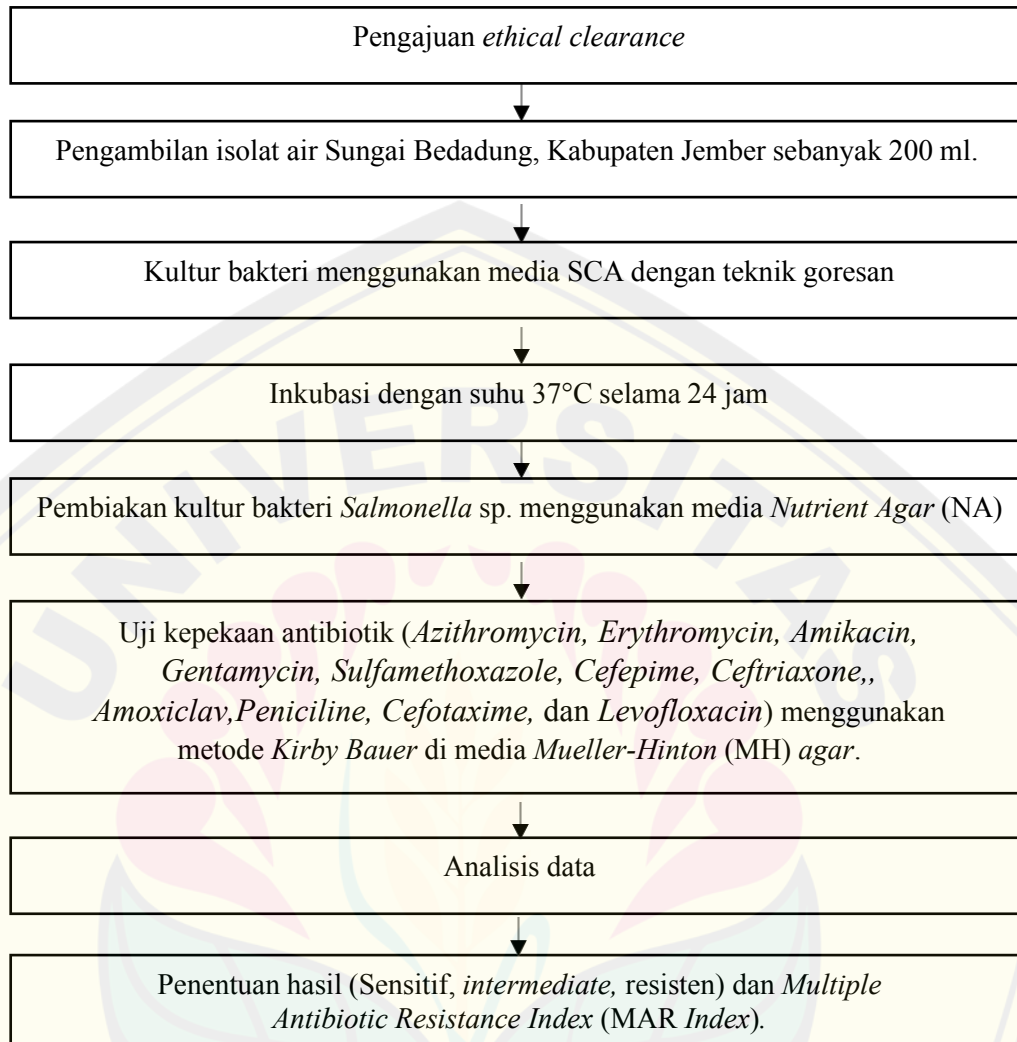 Pengajuan ethical clearance
Pengambilan isolat air Sungai Bedadung, Kabupaten Jember sebanyak 200 ml.
Kultur bakteri menggunakan media SCA dengan teknik goresan
Inkubasi dengan suhu 37°C selama 24 jam
Pembiakan kultur bakteri Salmonella sp. menggunakan media Nutrient Agar (NA)
Uji kepekaan antibiotik (Azithromycin, Erythromycin, Amikacin,
Gentamycin, Sulfamethoxazole, Cefepime, Ceftriaxone,,
Amoxiclav,Peniciline, Cefotaxime, dan Levofloxacin) menggunakan
metode Kirby Bauer di media Mueller-Hinton (MH) agar.
Analisis data
Penentuan hasil (Sensitif, intermediate, resisten) dan Multiple
Antibiotic Resistance Index (MAR Index).
UNIVERSITAS